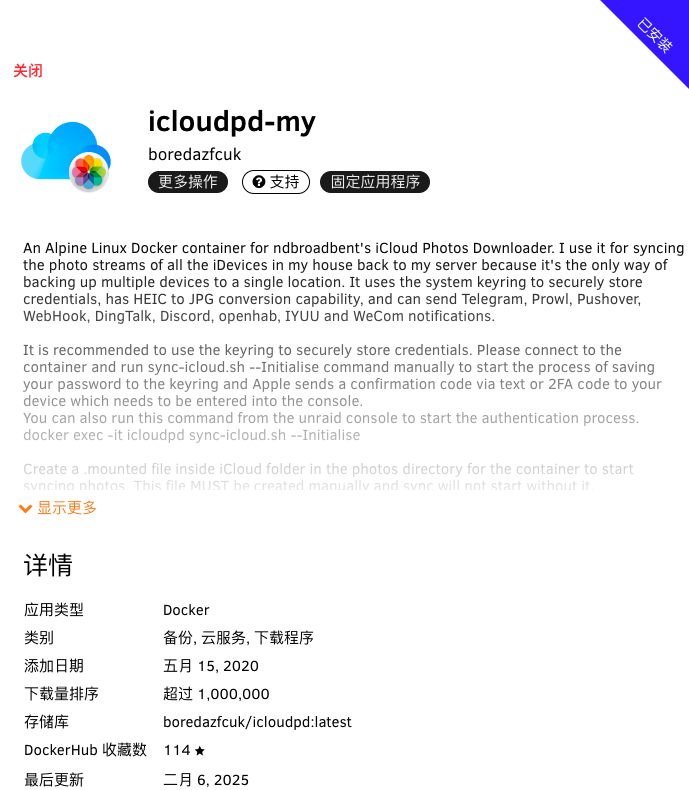 已安装
关闭
icloudpd-my
boredazfcuk
更多操作 支持 固定应用程序
An Alpine Linux Docker container for ndbroadbent's iCloud Photos Downloader. I use it for syncing
the photo streams of all the iDevices in my house back to my server because it's the only way of
backing up multiple devices to a single location. It uses the system keyring to securely store
credentials, has HEIC to JPG conversion capability, and can send Telegram, Prowl, Pushover,
WebHook, DingTalk, Discord, openhab, IYUU and WeCom notifications.
It is recommended to use the keyring to securely store credentials. Please connect to the
container and run sync-icloud.sh --Initialise command manually to start the process of saving
your password to the keyring and Apple sends a confirmation code via text or 2FA code to your
device which needs to be entered into the console.
You can also run this command from the unraid console to start the authentication process.
docker exec -it icloudpd sync-icloud.sh --Initialise
Create a .mounted file inside iCloud folder in the photos directory for the container to start
syncing photos. This file MUST be created manually and sync will not start without it
显示更多
详情
应用类型 Docker
类别 备份, 云服务, 下载程序
添加日期 五月 15, 2020
下载量排序 超过 1,000,000
存储库 boredazfcuk/icloudpd:latest
DockerHub 收藏数 114 ★
最后更新 二月 6, 2025